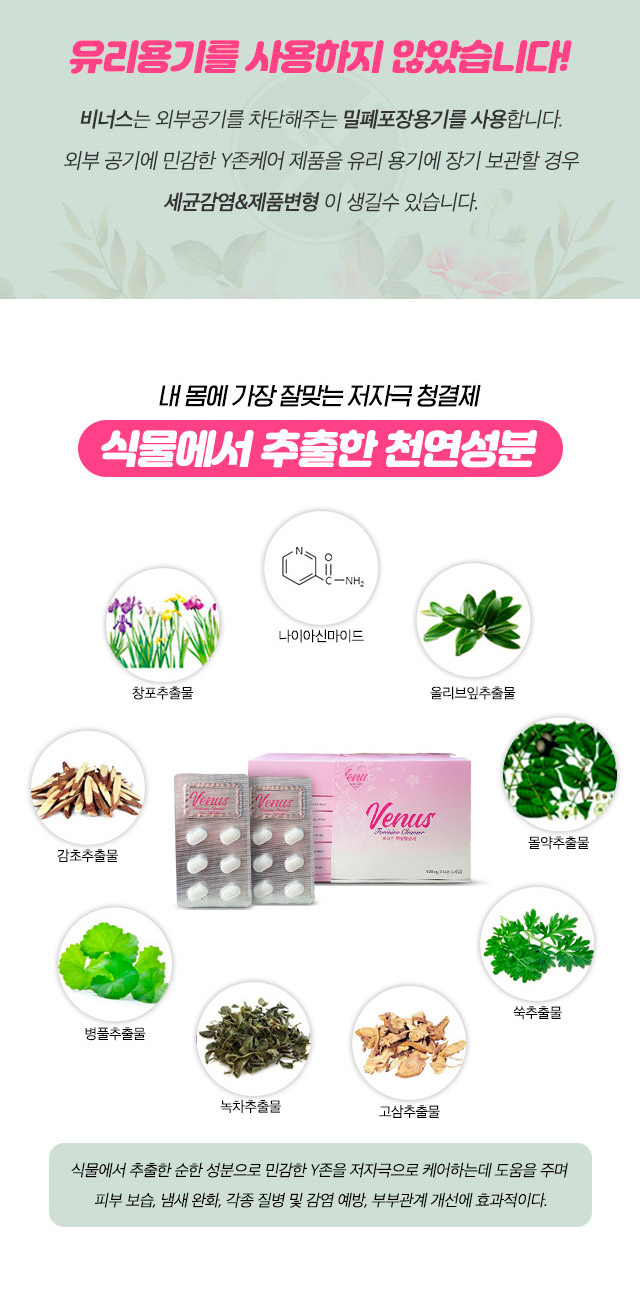 유리용기를 사용하지 않았습니다!
비너스는 외부공기를 차단해주는 밀폐포장용기를 사용합니다.
외부 공기에 민감한 Y존케어 제품을 유리 용기에 장기 보관할 경우
세균감염&제품변형 이 생길수 있습니다.
내 몸에 가장 잘맞는 저자극 청결제
식물에서 추출한 천연성분
N
O
C
NH₂
나이아신마이드
창포추출물
올리브잎추출물
감초추출물
몰약추출물
Venus
Venus
Venus
Feminine Cleanser
병풀추출물
쑥추출물
녹차추출물
고삼추출물
식물에서 추출한 순한 성분으로 민감한 Y존을 저자극으로 케어하는데 도움을 주며
피부 보습, 냄새 완화, 각종 질병 및 감염 예방, 부부관계 개선에 효과적이다.